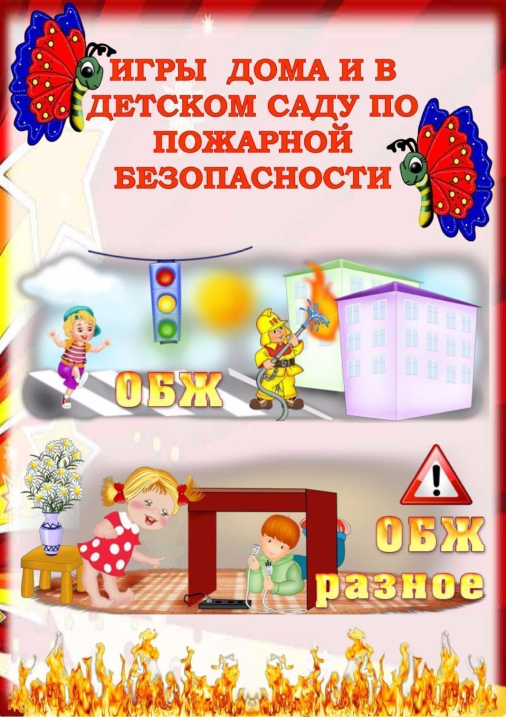 ИГРЫ ДОМА И В
ДЕТСКОМ САДУ ПО
ПОЖАРНОЙ
БЕЗОПАСНОСТИ
ОБЖ
ОБЖ
разное